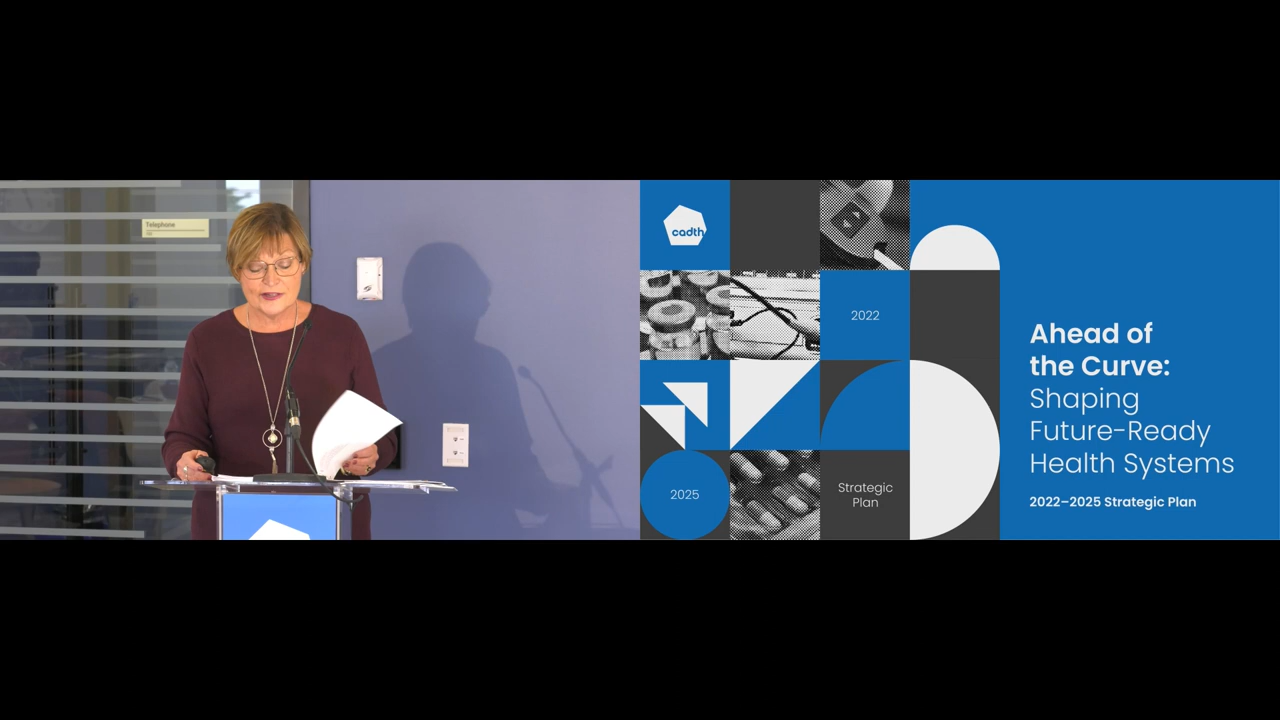 Telephone
cadth
2022
2025
Strategic
Plan
Ahead of
the Curve:
Shaping
Future-Ready
Health Systems
2022–2025 Strategic Plan